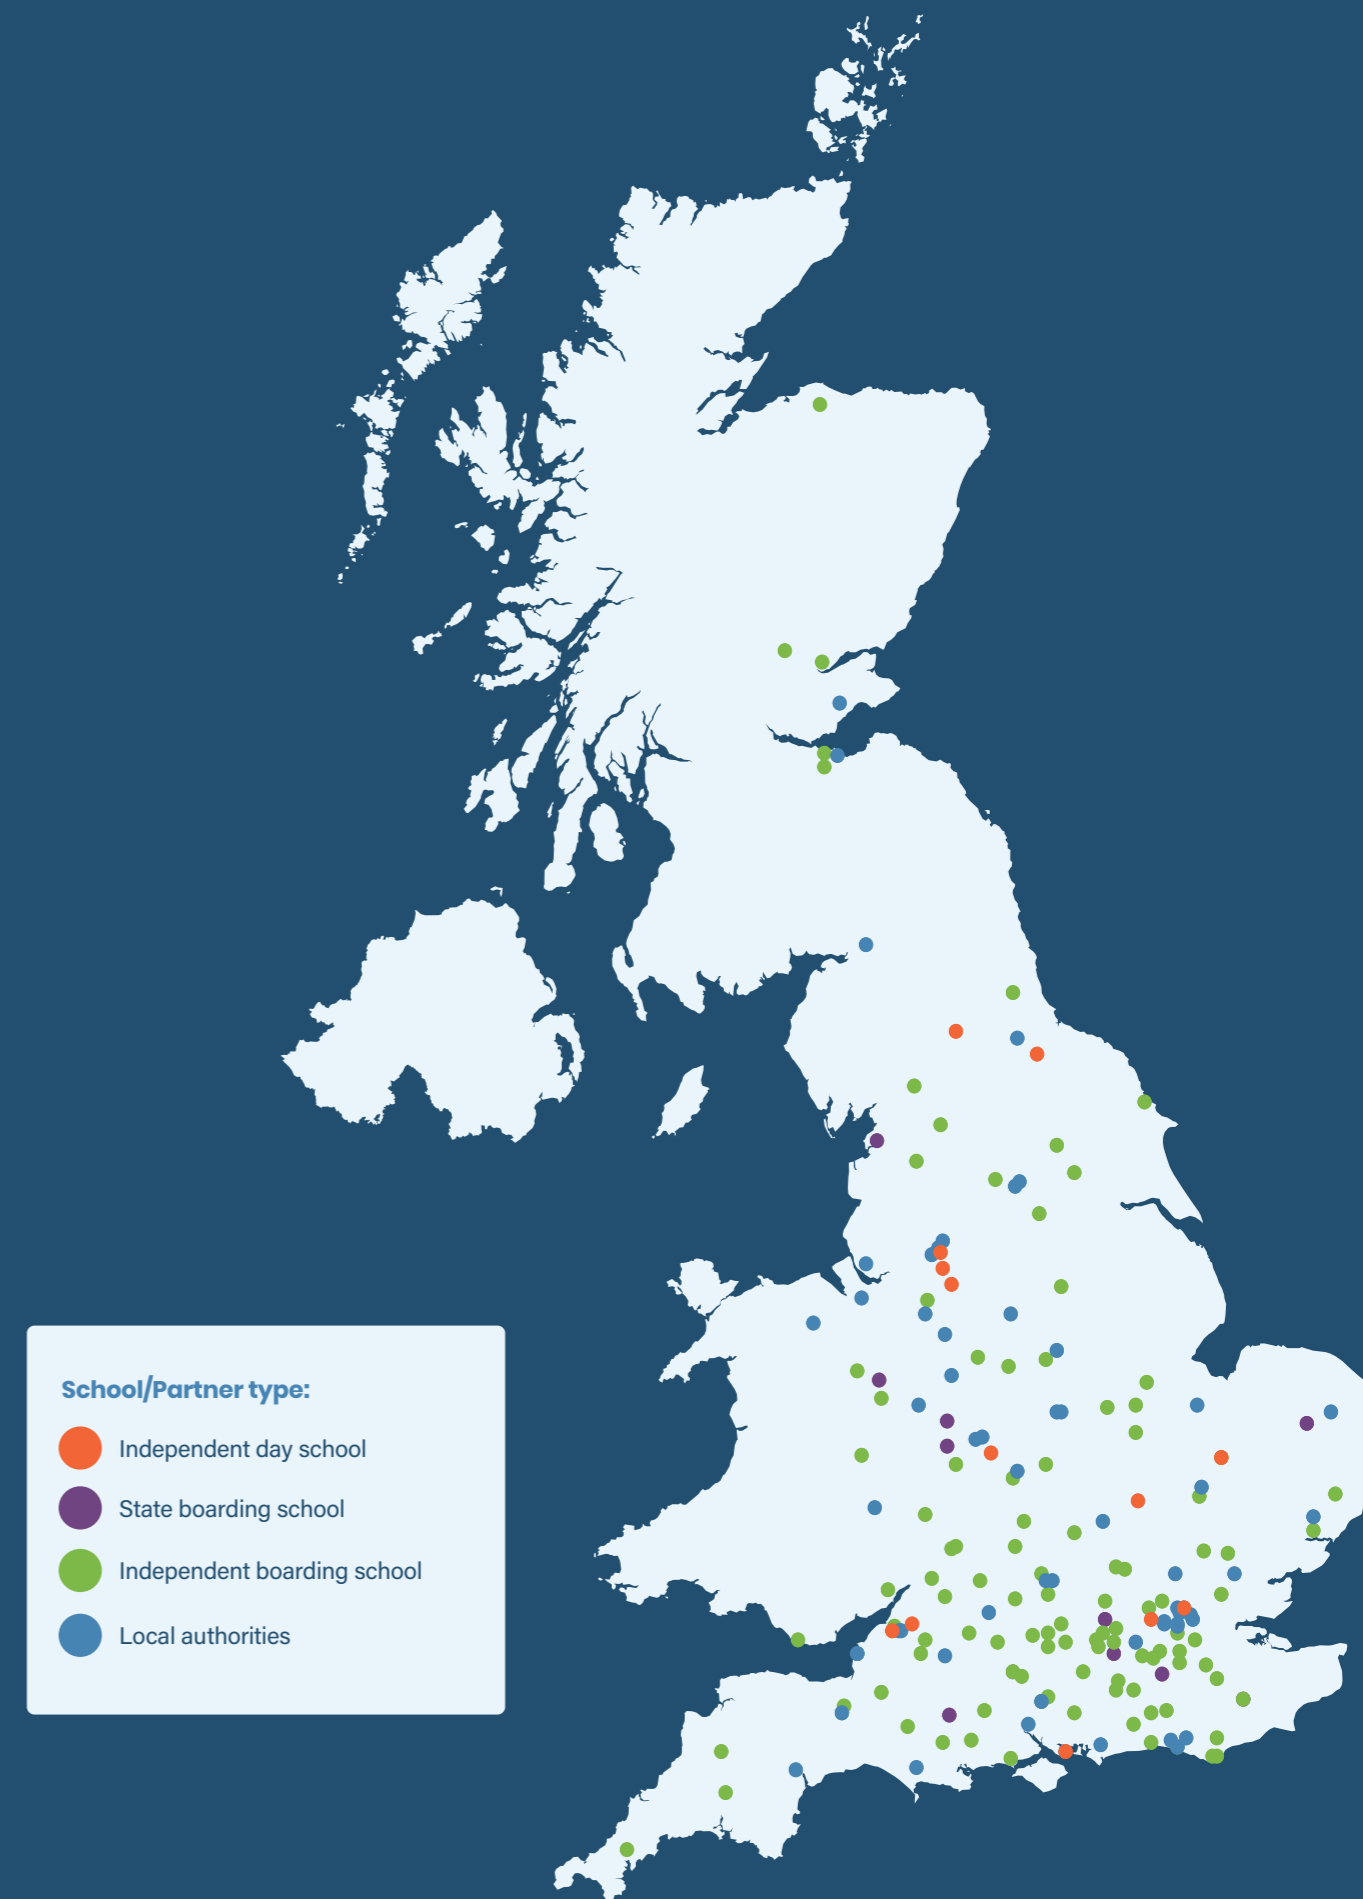 School/Partner type:
Independent day school
State boarding school
Independent boarding school
Local authorities